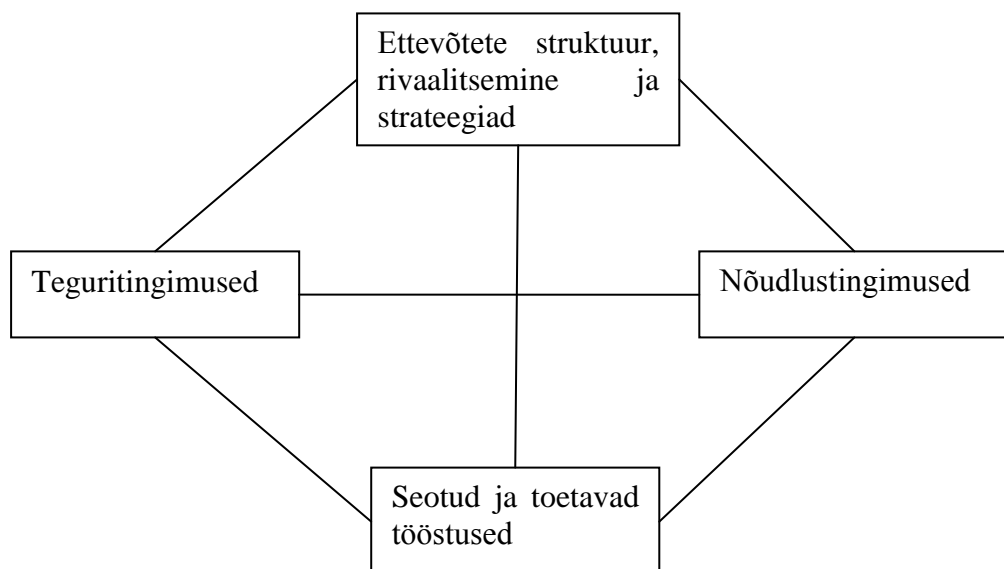 Ettevõtete struktuur,
rivaalitsemine ja
strateegiad
Teguritingimused
Nõudlustingimused
Seotud ja toetavad
tööstused